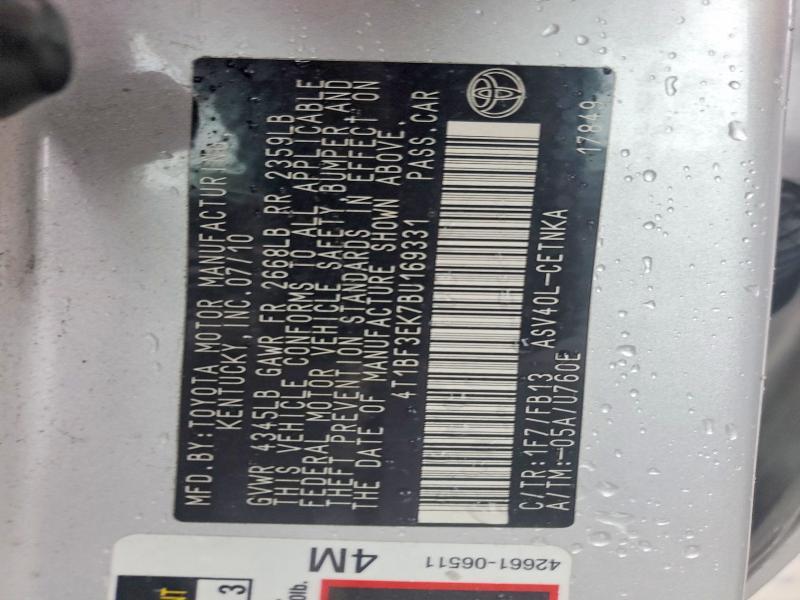 MFD. BY: TOYOTA MOTOR MANUFACTURING
KENTUCKY, INC. 07/10
GVWR 4345LB GAWR FR 2668LB RR 2359LB
THIS VEHICLE CONFORMS TO ALL APPLICABLE
FEDERAL MOTOR VEHICLE SAFETY, BUMPER, AND
THEFT PREVENTION STANDARDS IN EFFECT ON
THE DATE OF MANUFACTURE SHOWN ABOVE.
4T1BF3EK7BU169331 PASS.CAR
C/TR:1F7/FB13 ASV40L-CETNKA
A/TM:-05A/U760E 17849
4M
42661-06511
3